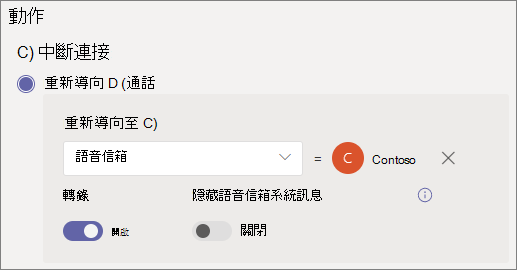 動作
C) 中斷連接
重新導向 D (通話
重新導向至 C)
語音信箱 = C Contoso
轉錄 隱藏語音信箱系統訊息
開啟 關閉